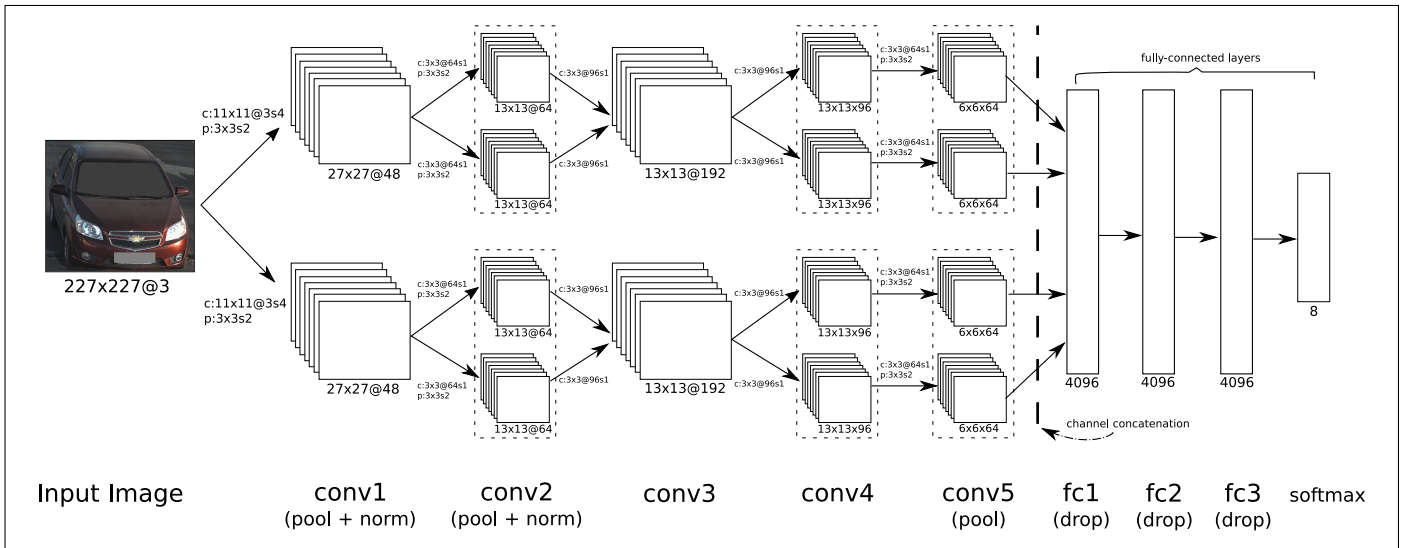 c:11x11@3s4
p:3x3s2
227x227@3
c:11x11@3s4
p:3x3s2
27x27@48
c:3x3@64s1
p:3x3s2
c:3x3@64s1
p:3x3s2
13x13@64
13x13@64
c:3x3@96s1
c:3x3@96s1
13x13@192
c:3x3@96s1
c:3x3@96s1
13x13x96
13x13x96
c:3x3@64s1
p:3x3s2
c:3x3@64s1
p:3x3s2
6x6x64
6x6x64
27x27@48
c:3x3@64s1
p:3x3s2
c:3x3@64s1
p:3x3s2
13x13@64
13x13@64
c:3x3@96s1
c:3x3@96s1
13x13@192
c:3x3@96s1
c:3x3@96s1
13x13x96
13x13x96
c:3x3@64s1
p:3x3s2
c:3x3@64s1
p:3x3s2
6x6x64
6x6x64
fully-connected layers
4096
4096
4096
8
channel concatenation
Input Image
conv1
(pool + norm)
conv2
(pool + norm)
conv3
conv4
conv5
(pool)
fc1
(drop)
fc2
(drop)
fc3
(drop)
softmax